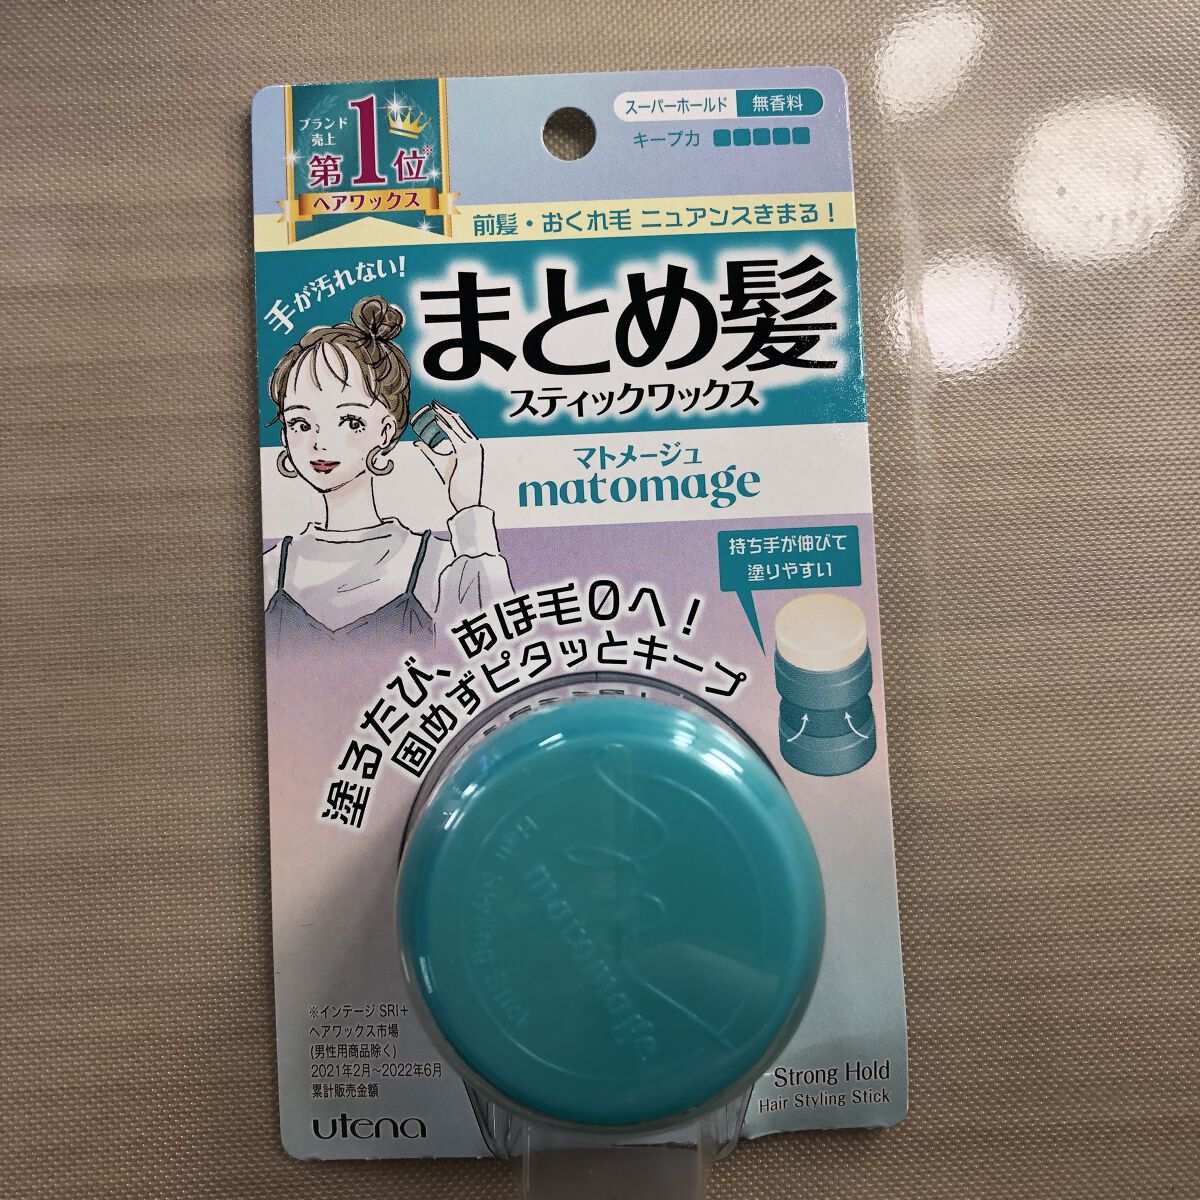 ブランド
売上
第1位※
ヘアワックス
スーパーホールド 無香料
キープ力
前髪・おくれ毛 ニュアンスきまる！
手が汚れない！
まとめ髪
スティックワックス
マトメージュ
matomage
持ち手が伸びて
塗りやすい
塗るたび、あほ毛0へ！
固めずピタッとキープ
matomage
Hair Styling Stick
※インテージ SRI+
ヘアワックス市場
(男性用商品除く)
2021年2月～2022年6月
累計販売金額
utena
Strong Hold
Hair Styling Stick